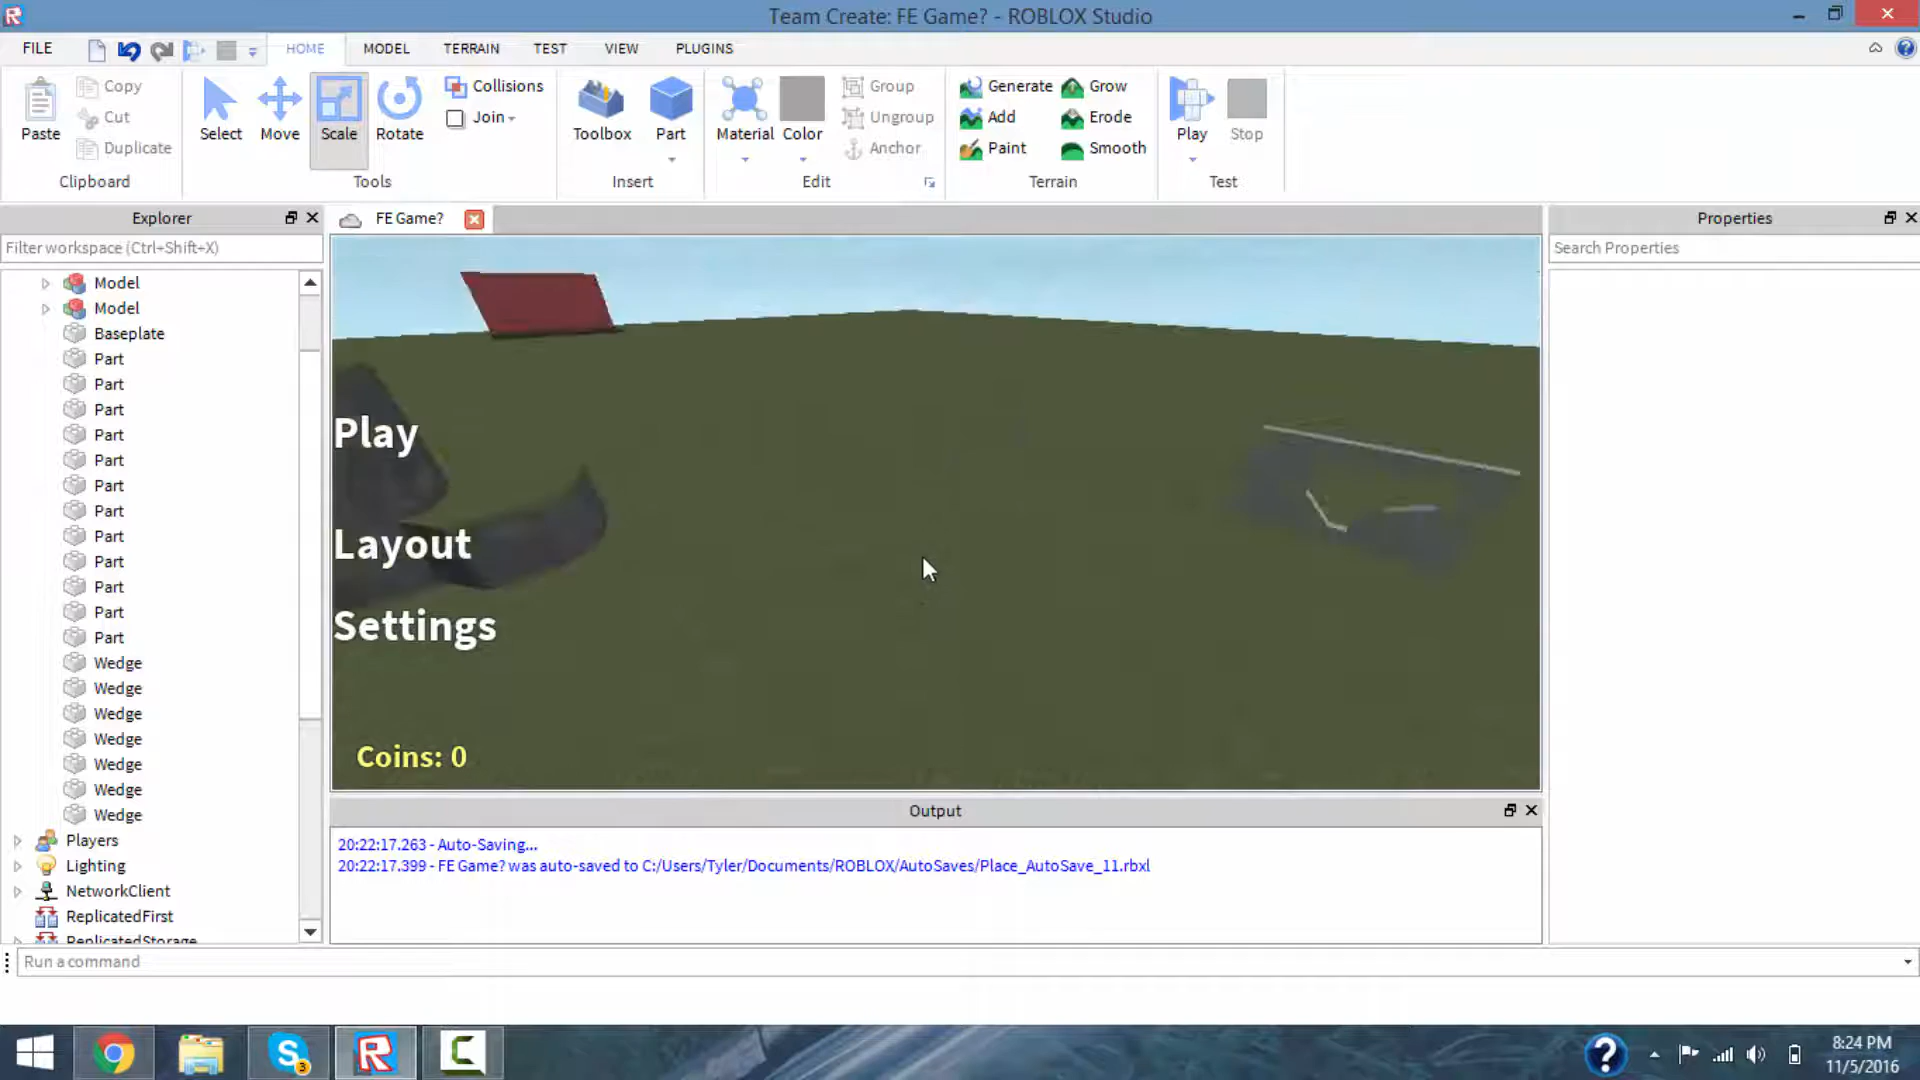 Team Create: FE Game? - ROBLOX Studio
FILE HOME MODEL TERRAIN TEST VIEW PLUGINS
Paste Copy Cut Duplicate
Clipboard
Select Move Scale Rotate Collisions Join
Tools
Toolbox Part
Insert
Material Color Group Ungroup Anchor
Edit
Generate Grow
Add Erode
Paint Smooth
Terrain
Play Stop
Test
Explorer
Filter workspace (Ctrl+Shift+X)
Model
Model
Baseplate
Part
Part
Part
Part
Part
Part
Part
Part
Part
Part
Part
Part
Wedge
Wedge
Wedge
Wedge
Wedge
Wedge
Wedge
Players
Lighting
NetworkClient
ReplicatedFirst
ReplicatedStorage
FE Game?
Play
Layout
Settings
Coins: 0
Output
20:22:17.263 - Auto-Saving...
20:22:17.399 - FE Game? was auto-saved to C:/Users/Tyler/Documents/ROBLOX/AutoSaves/Place_AutoSave_11.rbxl
Properties
Search Properties
Run a command
3
8:24 PM
11/5/2016